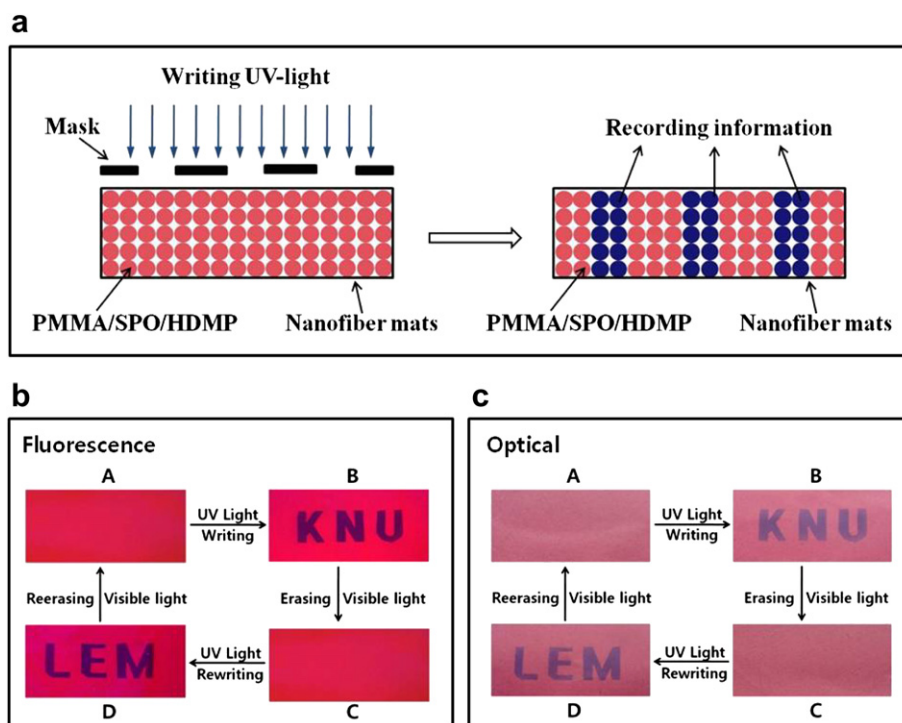 a
Writing UV-light
Mask
Recording information
PMMA/SPO/HDMP
Nanofiber mats
PMMA/SPO/HDMP
Nanofiber mats
b
Fluorescence
A
B
UV Light
Writing
KNU
Reerasing
Visible light
Erasing
Visible light
LEM
UV Light
Rewriting
D
C
c
Optical
A
B
UV Light
Writing
KNU
Reerasing
Visible light
Erasing
Visible light
LEM
UV Light
Rewriting
D
C